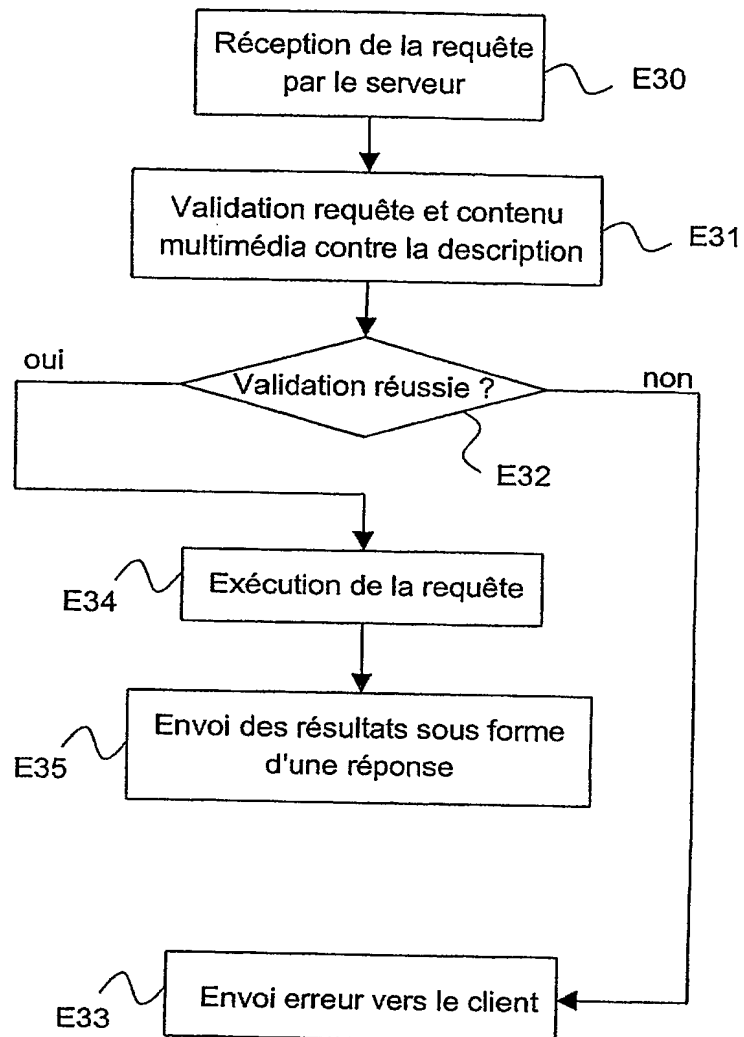 Réception de la requête
par le serveur
E30
Validation requête et contenu
multimédia contre la description
E31
oui
Validation réussie ?
non
E32
Exécution de la requête
E34
Envoi des résultats sous forme
d'une réponse
E35
Envoi erreur vers le client
E33